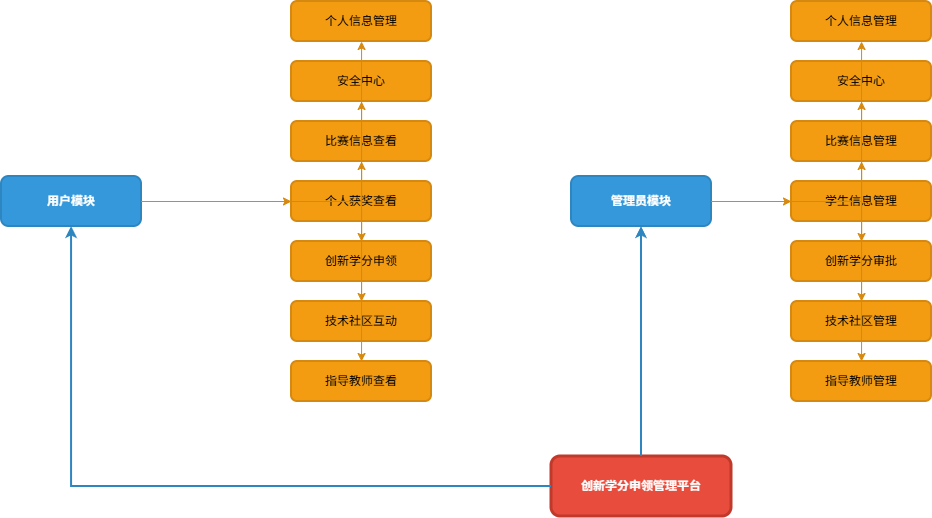 个人信息管理
安全中心
比赛信息查看
用户模块
个人获奖查看
创新学分申领
技术社区互动
指导教师查看
个人信息管理
安全中心
比赛信息管理
管理员模块
学生信息管理
创新学分审批
技术社区管理
指导教师管理
创新学分申领管理平台